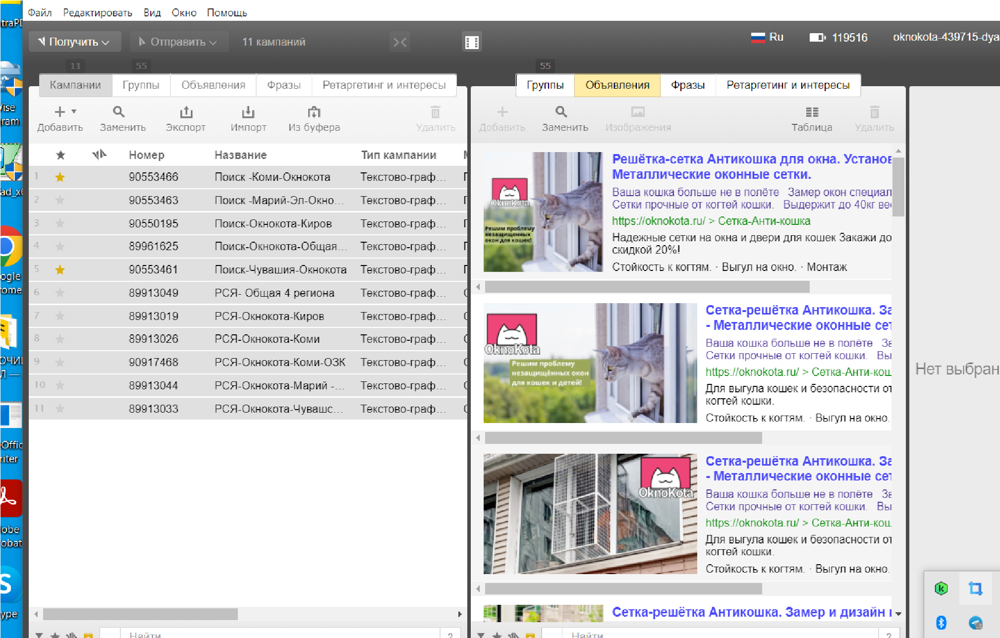 Файл Редактировать Вид Окно Помощь
Получить Отправить 11 кампаний Ru 119516 oknokota-439715-dya
11 55 55
Кампании Группы Объявления Фразы Ретаргетинг и интересы
Добавить Заменить Экспорт Импорт Из буфера Удалить
Номер Название Тип кампании
1 90553466 Поиск -Коми-Окнокота Текстово-граф...
2 90553463 Поиск -Марий-Эл-Окно... Текстово-граф...
3 90550195 Поиск-Окнокота-Киров Текстово-граф...
4 89961625 Поиск-Окнокота-Общая... Текстово-граф...
5 90553461 Поиск-Чувашия-Окнокота Текстово-граф...
6 89913049 РСЯ- Общая 4 региона Текстово-граф...
7 89913019 РСЯ-Окнокота-Киров Текстово-граф...
8 89913026 РСЯ-Окнокота-Коми Текстово-граф...
9 90917468 РСЯ-Окнокота-Коми-ОЗК Текстово-граф...
10 89913044 РСЯ-Окнокота-Марий -... Текстово-граф...
11 89913033 РСЯ-Окнокота-Чувашс... Текстово-граф...
Найти ?
Группы Объявления Фразы Ретаргетинг и интересы
Добавить Заменить Изображения Таблица Удалить
OknoKota
Решим проблему
незащищенных
окон для кошек!
Решётка-сетка Антикошка для окна. Установ
Металлические оконные сетки.
Ваша кошка больше не в полёте Замер окон специал
Сетки прочные от когтей кошки. Выдержит до 40кг ве
https://oknokota.ru/ > Сетка-Анти-кошка
Надежные сетки на окна и двери для кошек Закажи до
скидкой 20%!
Стойкость к когтям. · Выгул на окно. · Монтаж
OknoKota
Решим проблему
незащищённых окон
для кошек и детей!
Сетка-решётка Антикошка. За
- Металлические оконные сет
Ваша кошка больше не в полёте За
Сетки прочные от когтей кошки. Вы
https://oknokota.ru/ > Сетка-Анти-кош
Для выгула кошек и безопасности от
когтей кошки.
Стойкость к когтям. · Выгул на окно.
OknoKota
Сетка-решётка Антикошка. За
- Металлические оконные сет
Ваша кошка больше не в полёте За
Сетки прочные от когтей кошки. Вы
https://oknokota.ru/ > Сетка-Анти-кош
Для выгула кошек и безопасности от
когтей кошки.
Стойкость к когтям. · Выгул на окно.
Сетка-решётка Антикошка. Замер и дизайн
Найти ?
Нет выбран
traPD
Wise
ram
ad_x6
ogle
rome
ОЧИ
Л —
Offic
riter
obe
obat
S
ype